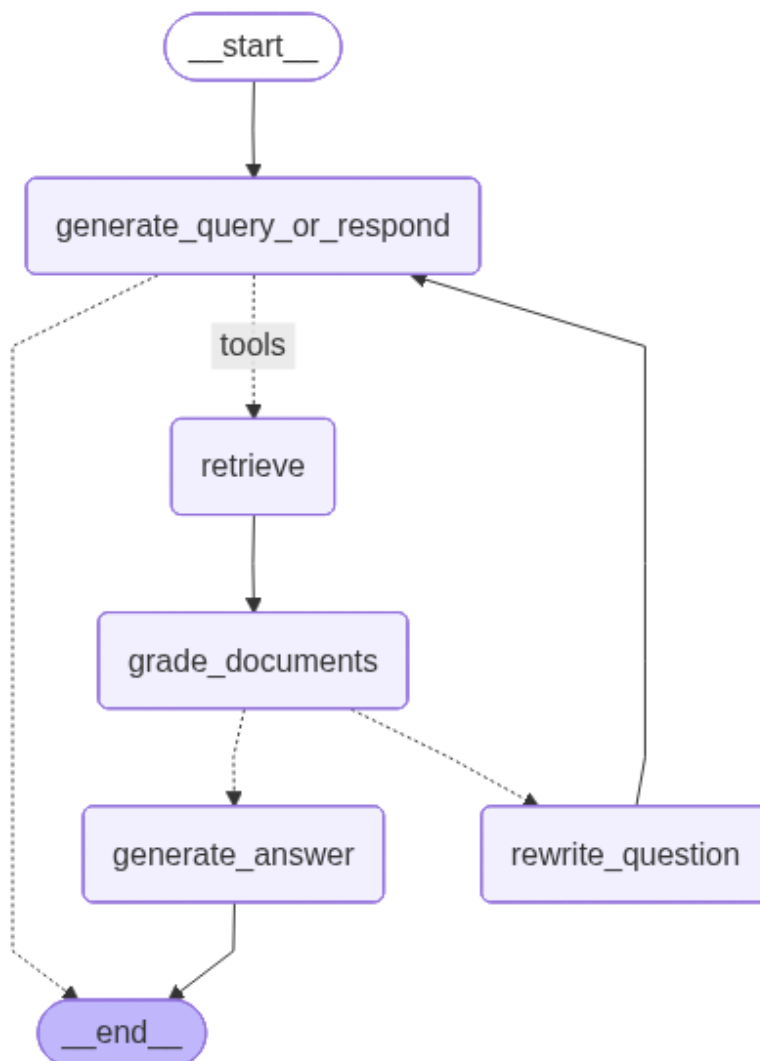 __start__
generate_query_or_respond
tools
retrieve
grade_documents
generate_answer
rewrite_question
__end__